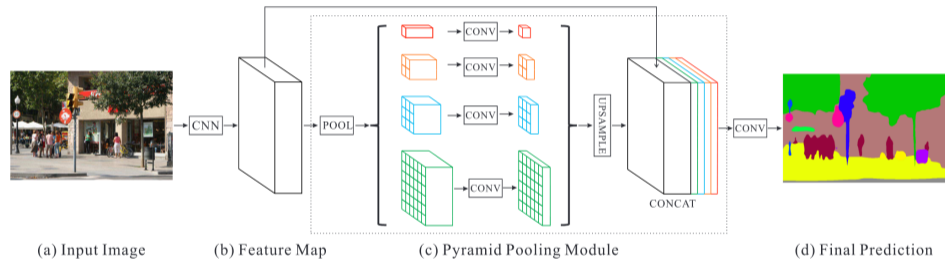 CNN
POOL
CONV
CONV
CONV
CONV
UPSAMPLE
CONCAT
CONV
(a) Input Image
(b) Feature Map
(c) Pyramid Pooling Module
(d) Final Prediction